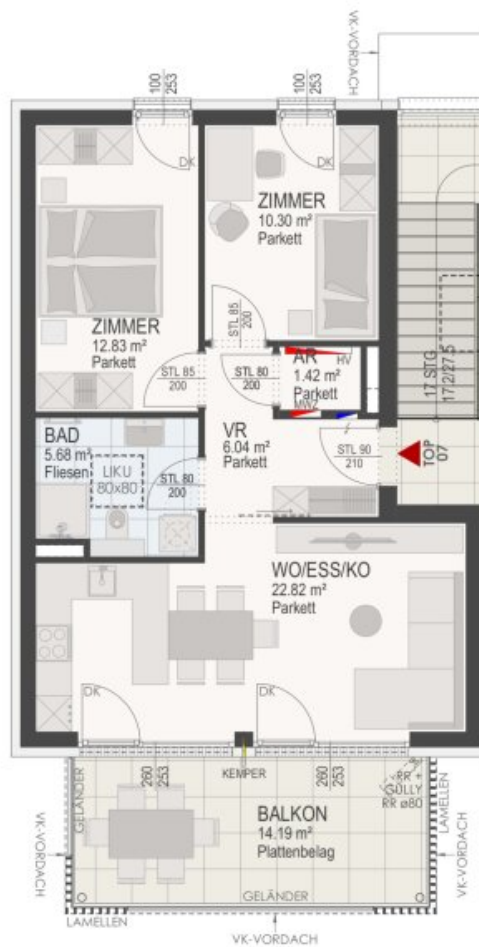 VK-VORDACH
100
253
100
253
DK
DK
ZIMMER
10.30 m²
Parkett
ZIMMER
12.83 m²
Parkett
STL 85
200
STL 85
200
STL 80
200
AR
1.42 m²
Parkett
HV
MWZ
17 STG
17.2/27.5
BAD
5.68 m²
Fliesen
LIKU
80x80
STL 80
200
VR
6.04 m²
Parkett
STL 90
210
TOP
07
WO/ESS/KO
22.82 m²
Parkett
DK
DK
260
253
KEMPER
260
253
RR +
GULLY
RR ø80
GELÄNDER
LAMELLEN
BALKON
14.19 m²
Plattenbelag
VK-VORDACH
VK-VORDACH
GELÄNDER
LAMELLEN
VK-VORDACH